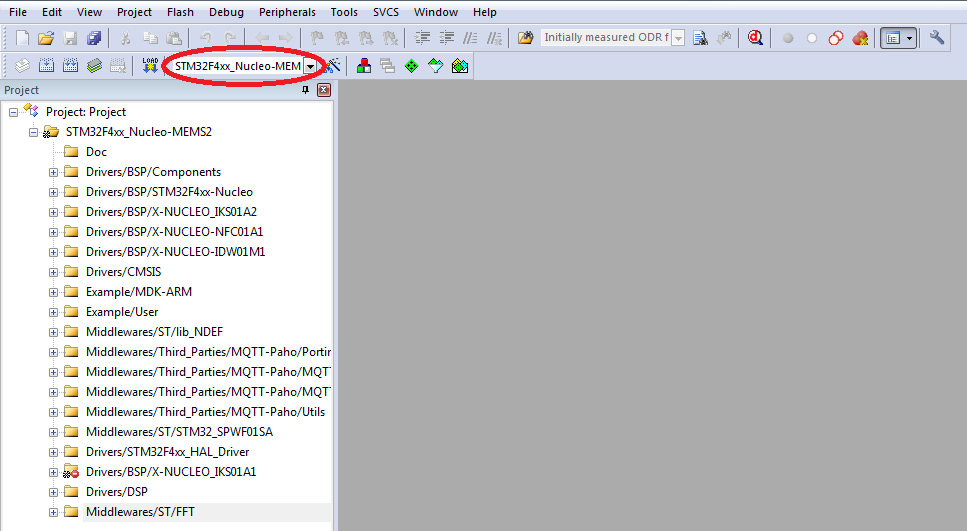 File Edit View Project Flash Debug Peripherals Tools SVCS Window Help
Initially measured ODR f
LOAD STM32F4xx_Nucleo-MEM
Project
Project: Project
STM32F4xx_Nucleo-MEMS2
Doc
Drivers/BSP/Components
Drivers/BSP/STM32F4xx-Nucleo
Drivers/BSP/X-NUCLEO_IKS01A2
Drivers/BSP/X-NUCLEO-NFC01A1
Drivers/BSP/X-NUCLEO-IDW01M1
Drivers/CMSIS
Example/MDK-ARM
Example/User
Middlewares/ST/lib_NDEF
Middlewares/Third_Parties/MQTT-Paho/Portin
Middlewares/Third_Parties/MQTT-Paho/MQTT
Middlewares/Third_Parties/MQTT-Paho/MQTT
Middlewares/Third_Parties/MQTT-Paho/Utils
Middlewares/ST/STM32_SPWF01SA
Drivers/STM32F4xx_HAL_Driver
Drivers/BSP/X-NUCLEO_IKS01A1
Drivers/DSP
Middlewares/ST/FFT